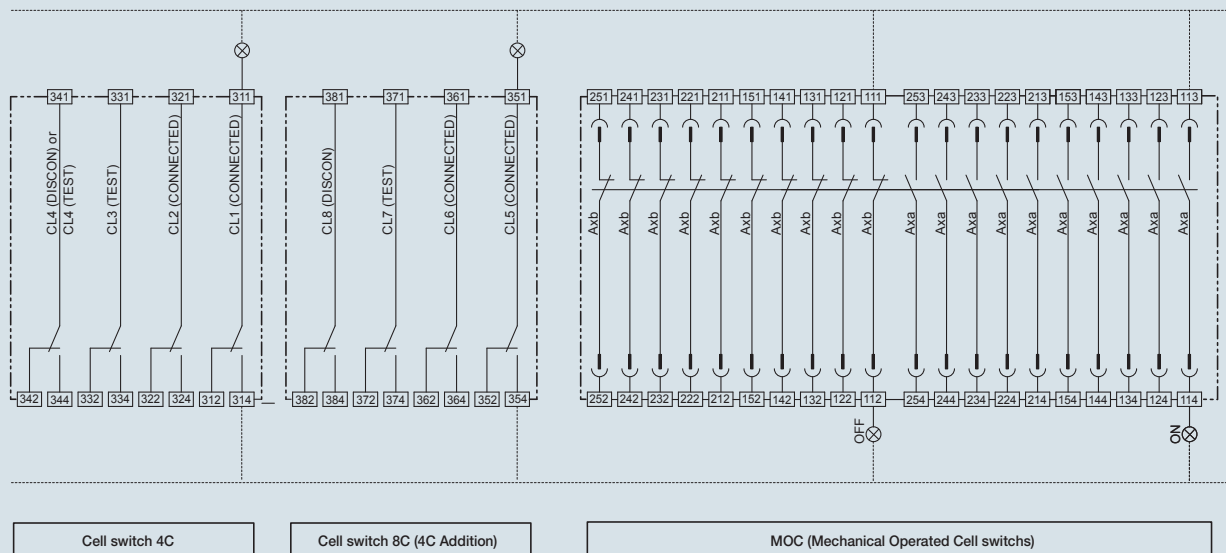 341 331 321 311
381 371 361 351
251 241 231 221 211 151 141 131 121 111 253 243 233 223 213 153 143 133 123 113
CL4 (DISCON) or
CL4 (TEST)
CL3 (TEST)
CL2 (CONNECTED)
CL1 (CONNECTED)
CL8 (DISCON)
CL7 (TEST)
CL6 (CONNECTED)
CL5 (CONNECTED)
Axb Axb Axb Axb Axb Axb Axb Axb Axb Axb Axa Axa Axa Axa Axa Axa Axa Axa Axa Axa
342 344 332 334 322 324 312 314
382 384 372 374 362 364 352 354
252 242 232 222 212 152 142 132 122 112 254 244 234 224 214 154 144 134 124 114
OFF
ON
Cell switch 4C
Cell switch 8C (4C Addition)
MOC (Mechanical Operated Cell switchs)